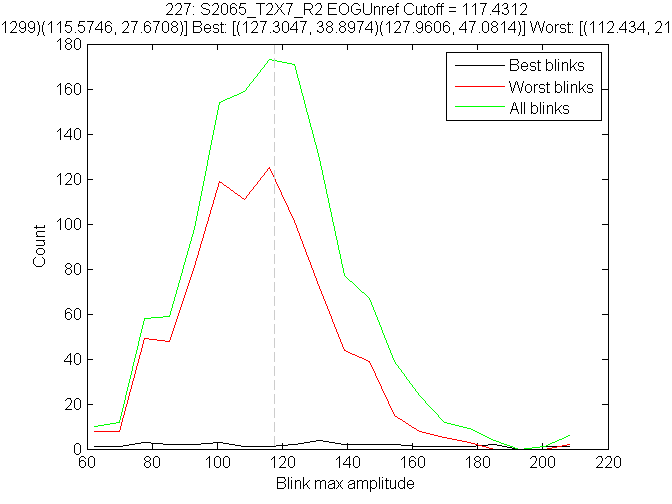 227: S2065_T2X7_R2 EOGUnref Cutoff = 117.4312
1299)(115.5746, 27.6708)] Best: [(127.3047, 38.8974)(127.9606, 47.0814)] Worst: [(112.434, 21
Best blinks
Worst blinks
All blinks
180
160
140
120
100
80
60
40
20
0
Count
60 80 100 120 140 160 180 200 220
Blink max amplitude